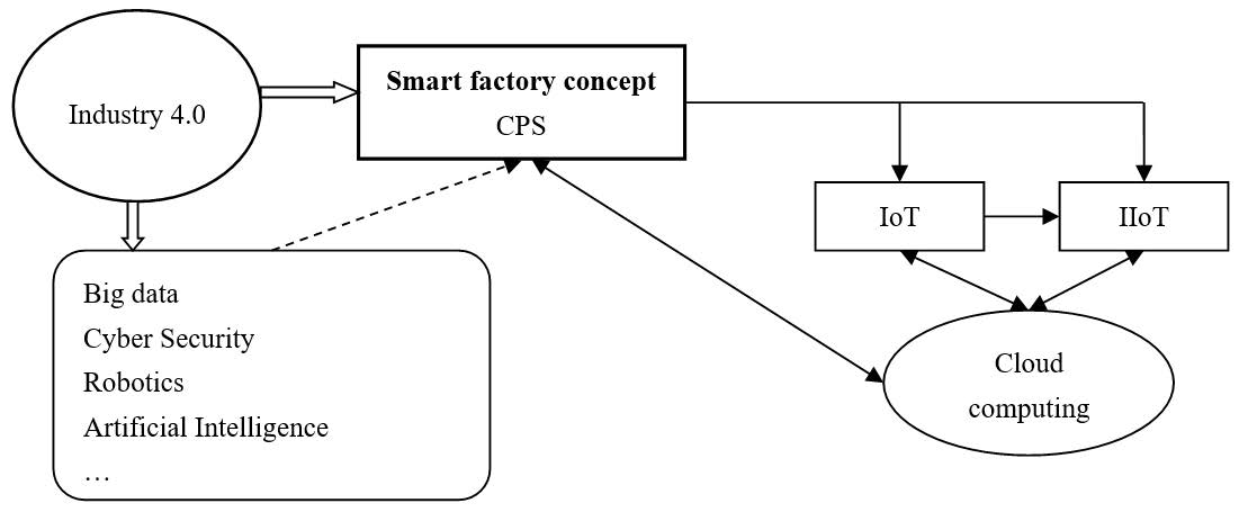 Industry 4.0
Smart factory concept
CPS
IoT
IIoT
Big data
Cyber Security
Robotics
Artificial Intelligence
…
Cloud
computing